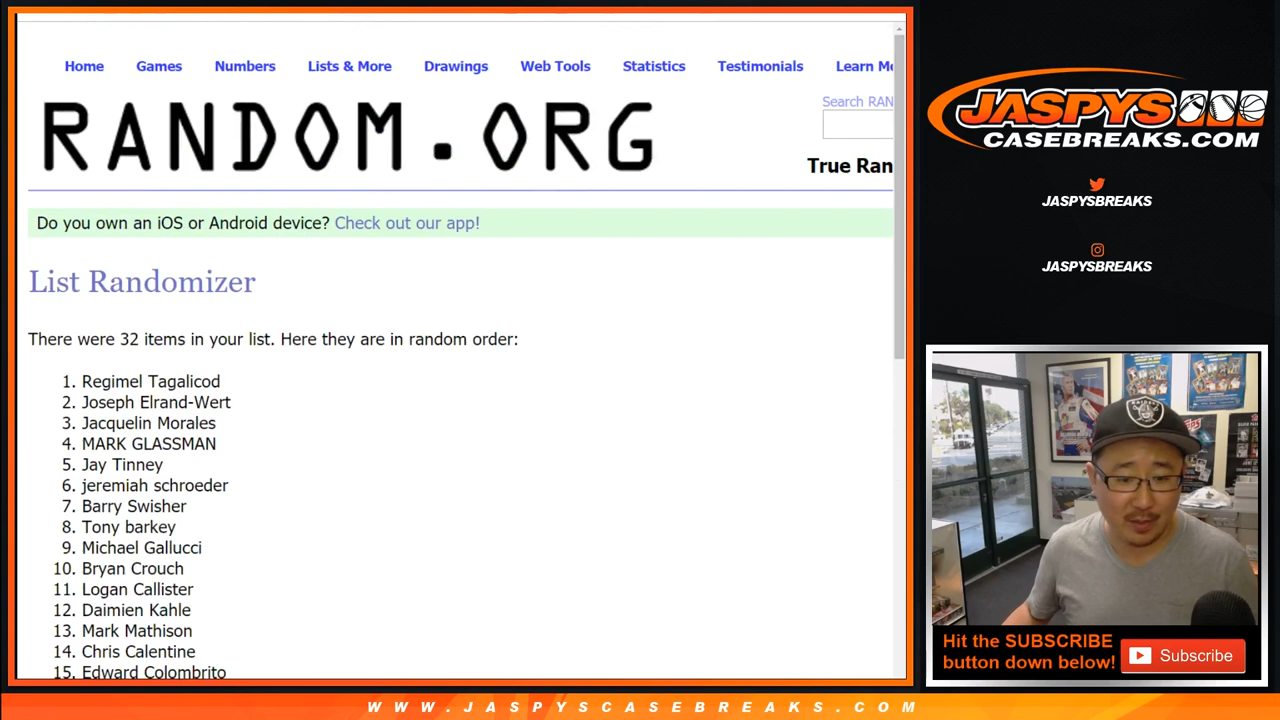 Home Games Numbers Lists & More Drawings Web Tools Statistics Testimonials Learn Mo
RANDOM.ORG
Search RAN
True Ran
Do you own an iOS or Android device? Check out our app!
List Randomizer
There were 32 items in your list. Here they are in random order:
1. Regimel Tagalicod
2. Joseph Elrand-Wert
3. Jacquelin Morales
4. MARK GLASSMAN
5. Jay Tinney
6. jeremiah schroeder
7. Barry Swisher
8. Tony barkey
9. Michael Gallucci
10. Bryan Crouch
11. Logan Callister
12. Daimien Kahle
13. Mark Mathison
14. Chris Calentine
15. Edward Colombrito
JASPYS
CASEBREAKS.COM
JASPYSBREAKS
JASPYSBREAKS
RAIDERS
Hit the SUBSCRIBE
button down below!
Subscribe
WWW.JASPYSCASEBREAKS.COM